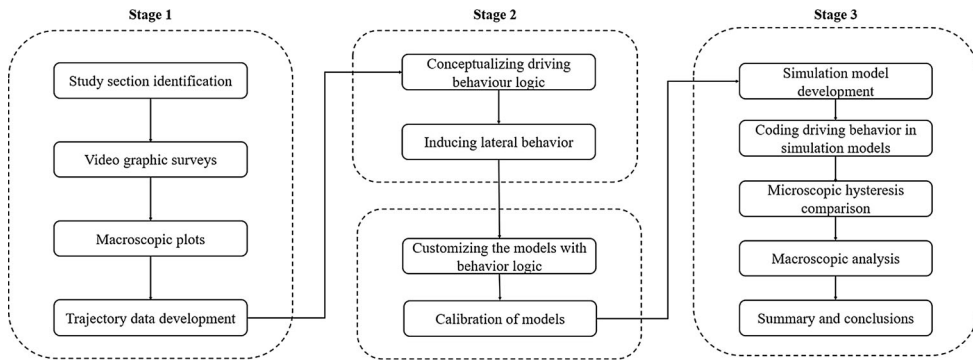 Stage 1
Study section identification
Video graphic surveys
Macroscopic plots
Trajectory data development
Stage 2
Conceptualizing driving
behaviour logic
Inducing lateral behavior
Customizing the models with
behavior logic
Calibration of models
Stage 3
Simulation model
development
Coding driving behavior in
simulation models
Microscopic hysteresis
comparison
Macroscopic analysis
Summary and conclusions